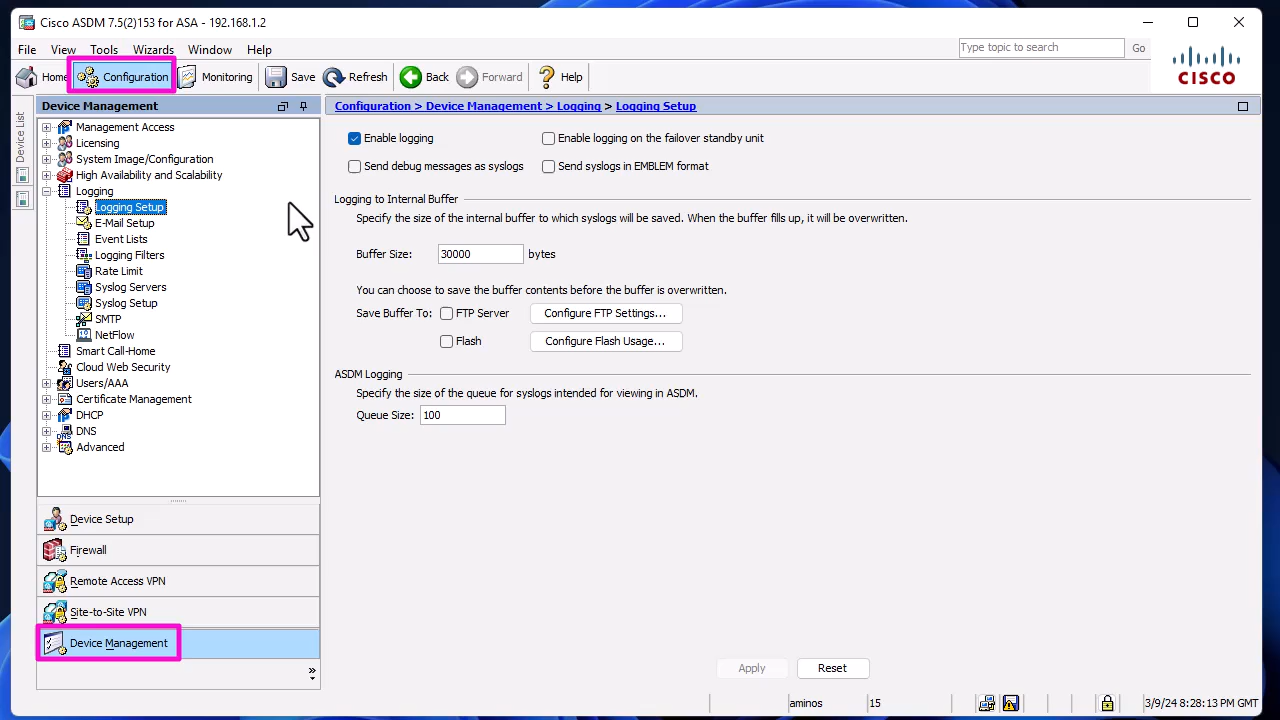 Cisco ASDM 7.5(2)153 for ASA - 192.168.1.2
File View Tools Wizards Window Help
Type topic to search Go
Home Configuration Monitoring Save Refresh Back Forward Help
CISCO
Device List
Device Management
Management Access
Licensing
System Image/Configuration
High Availability and Scalability
Logging
Logging Setup
E-Mail Setup
Event Lists
Logging Filters
Rate Limit
Syslog Servers
Syslog Setup
SMTP
NetFlow
Smart Call-Home
Cloud Web Security
Users/AAA
Certificate Management
DHCP
DNS
Advanced
Device Setup
Firewall
Remote Access VPN
Site-to-Site VPN
Device Management
Configuration > Device Management > Logging > Logging Setup
Enable logging Enable logging on the failover standby unit
Send debug messages as syslogs Send syslogs in EMBLEM format
Logging to Internal Buffer
Specify the size of the internal buffer to which syslogs will be saved. When the buffer fills up, it will be overwritten.
Buffer Size: 30000 bytes
You can choose to save the buffer contents before the buffer is overwritten.
Save Buffer To: FTP Server Configure FTP Settings...
Flash Configure Flash Usage...
ASDM Logging
Specify the size of the queue for syslogs intended for viewing in ASDM.
Queue Size: 100
Apply Reset
aminos 15 3/9/24 8:28:13 PM GMT